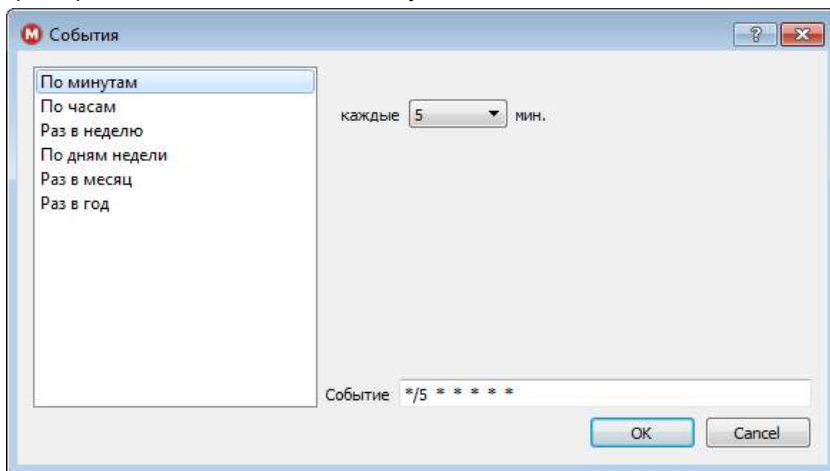 События
По минутам
По часам
Раз в неделю
По дням недели
Раз в месяц
Раз в год
каждые 5 мин.
Событие */5 * * * * *
OK Cancel